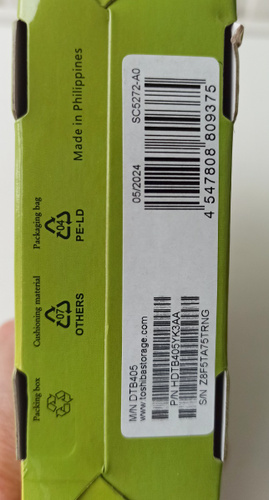 Made in Philippines
Packaging bag
04
PE-LD
Cushioning material
07
OTHERS
Packing box
SC5272-A0
05/2024
4 547808 809375
M/N DTB405
www.toshibastorage.com
P/N HDTB405YK3AA
S/N Z8F5TA75TRNG